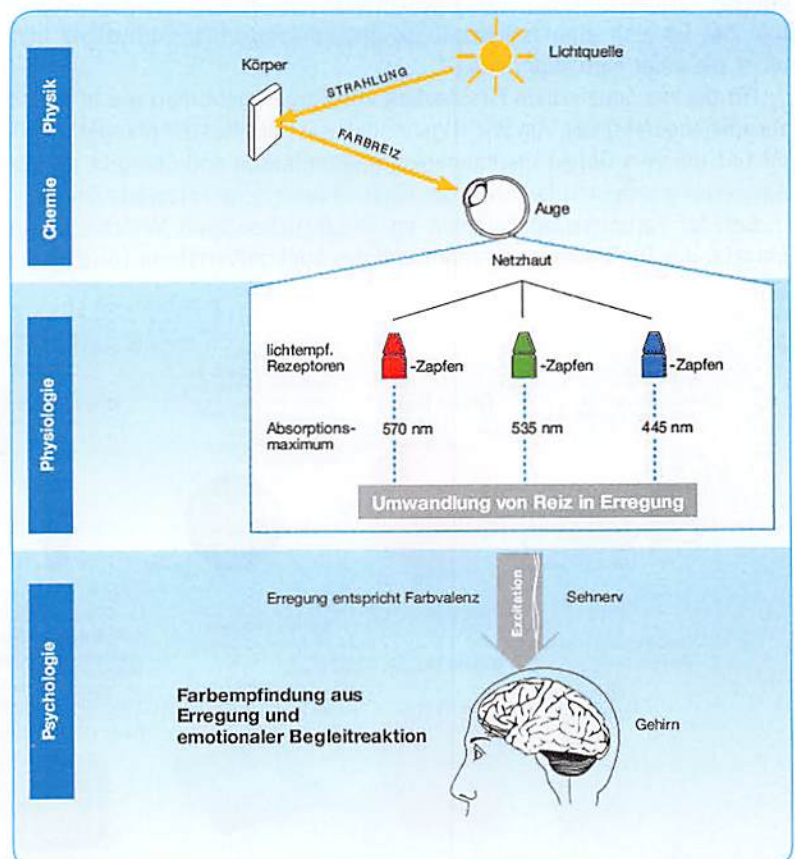 Physik
Chemie
Körper
Lichtquelle
STRAHLUNG
FARBREIZ
Auge
Netzhaut
Physiologie
lichtempf.
Rezeptoren
-Zapfen
-Zapfen
-Zapfen
Absorptions-
maximum
570 nm
535 nm
445 nm
Umwandlung von Reiz in Erregung
Psychologie
Erregung entspricht Farbvalenz
Excitation
Sehnerv
Farbempfindung aus
Erregung und
emotionaler Begleitreaktion
Gehirn